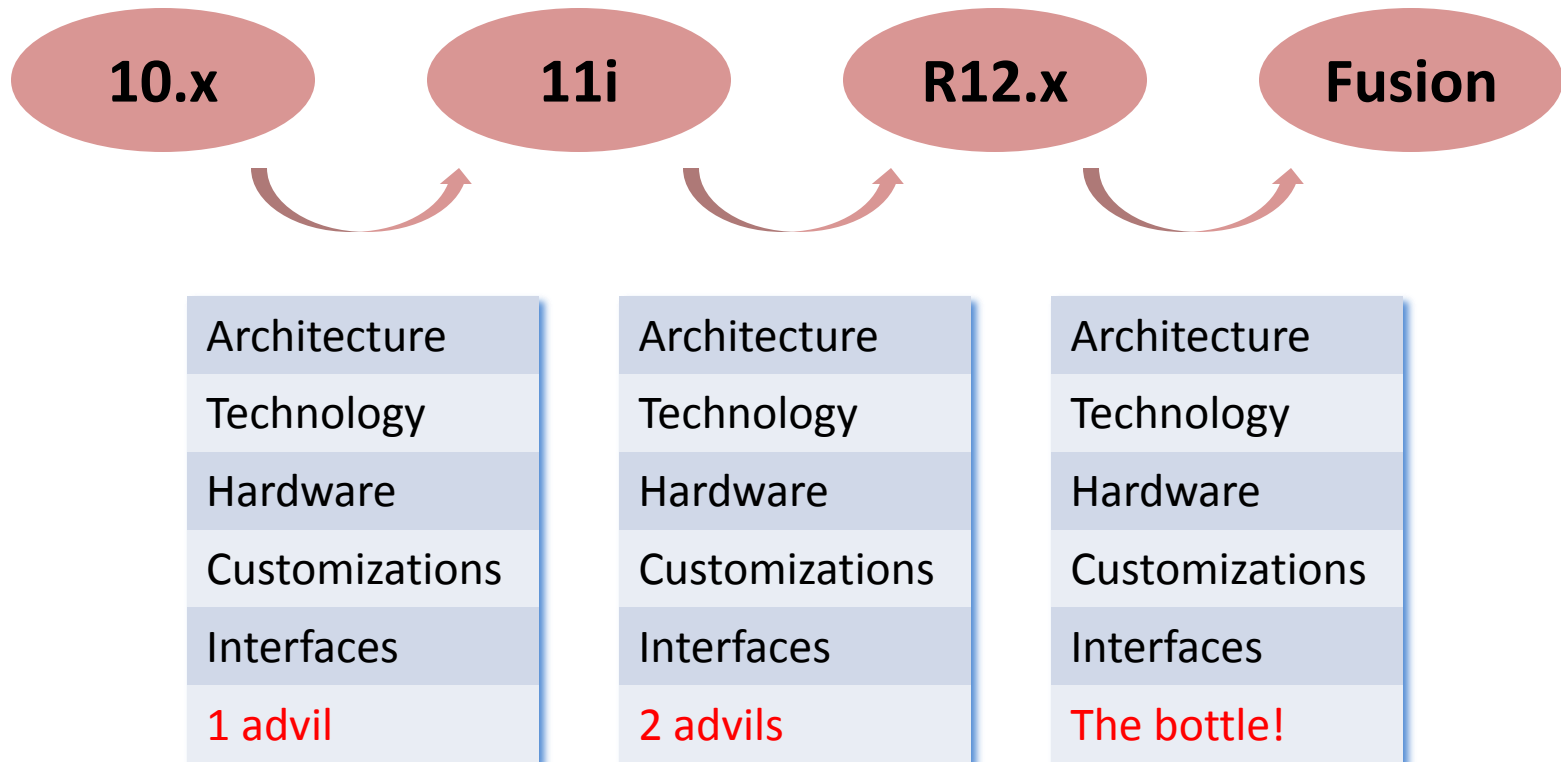 10.x
11i
R12.x
Fusion
Architecture
Technology
Hardware
Customizations
Interfaces
1 advil
Architecture
Technology
Hardware
Customizations
Interfaces
2 advils
Architecture
Technology
Hardware
Customizations
Interfaces
The bottle!